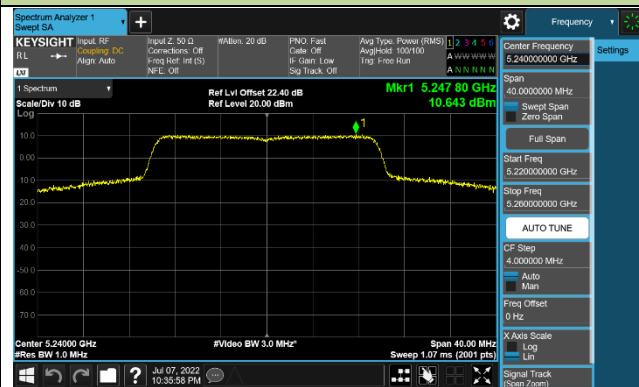 Spectrum Analyzer 1
Swept SA
Frequency
KEYSIGHT
RL
LXI
Input: RF
Coupling: DC
Align: Auto
Input Z: 50 Ω
Corrections: Off
Freq Ref: Int (S)
NFE: Off
#Atten: 20 dB
PNO: Fast
Gate: Off
IF Gain: Low
Sig Track: Off
Avg Type: Power (RMS)
Avg|Hold: 100/100
Trig: Free Run
1 2 3 4 5 6
A W W W W W
A N N N N N
1 Spectrum
Scale/Div 10 dB
Log
Ref Lvl Offset 22.40 dB
Ref Level 20.00 dBm
Mkr1 5.247 80 GHz
10.643 dBm
1
10.0
0.00
-10.0
-20.0
-30.0
-40.0
-50.0
-60.0
-70.0
Center 5.24000 GHz
#Res BW 1.0 MHz
#Video BW 3.0 MHz*
Span 40.00 MHz
Sweep 1.07 ms (2001 pts)
Jul 07, 2022
10:35:58 PM
Settings
Center Frequency
5.240000000 GHz
Span
40.0000000 MHz
Swept Span
Zero Span
Full Span
Start Freq
5.220000000 GHz
Stop Freq
5.260000000 GHz
AUTO TUNE
CF Step
4.000000 MHz
Auto
Man
Freq Offset
0 Hz
X Axis Scale
Log
Lin
Signal Track
(Span Zoom)